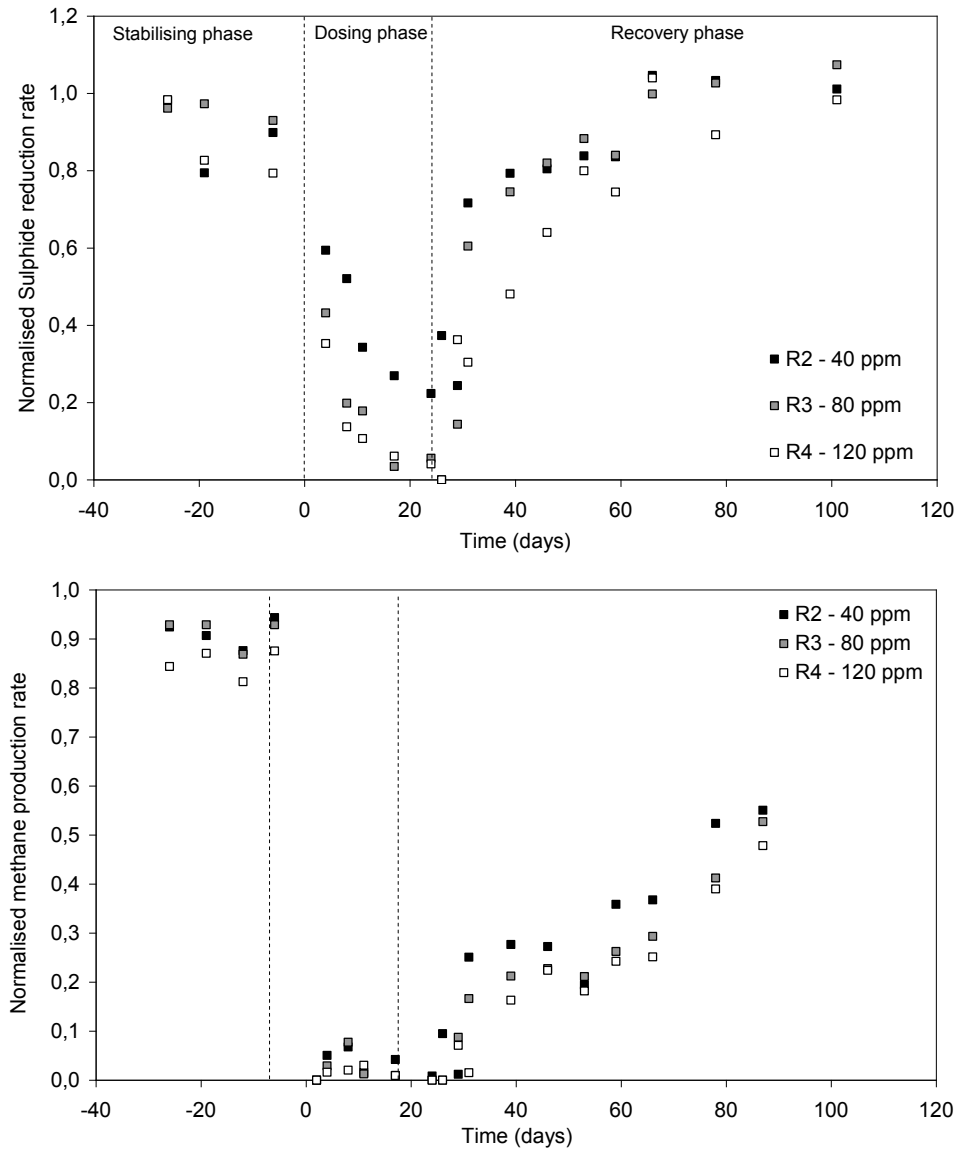 1,2
1,0
0,8
0,6
0,4
0,2
0,0
Normalised Sulphide reduction rate
Stabilising phase Dosing phase Recovery phase
R2 - 40 ppm
R3 - 80 ppm
R4 - 120 ppm
-40 -20 0 20 40 60 80 100 120
Time (days)
1,0
0,9
0,8
0,7
0,6
0,5
0,4
0,3
0,2
0,1
0,0
Normalised methane production rate
R2 - 40 ppm
R3 - 80 ppm
R4 - 120 ppm
-40 -20 0 20 40 60 80 100 120
Time (days)